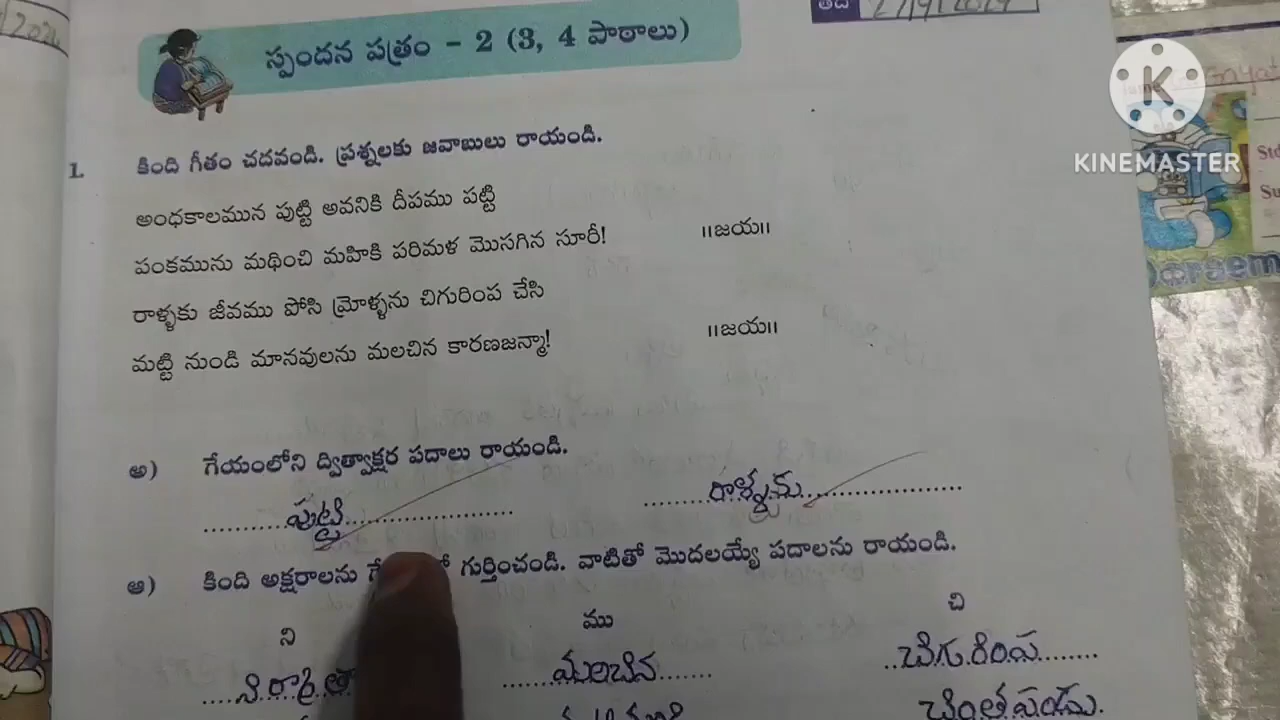 తేది
స్పందన పత్రం - 2 (3, 4 పాఠాలు)
K
KINEMASTER
1. కింది గీతం చదవండి. ప్రశ్నలకు జవాబులు రాయండి.
అంధకాలమున పుట్టి అవనికి దీపము పట్టి
పంకమును మథించి మహికి పరిమళ మొసగిన సూరీ! ॥జయ॥
రాళ్ళకు జీవము పోసి మ్రోళ్ళను చిగురింప చేసి
మట్టి నుండి మానవులను మలచిన కారణజన్మా! ॥జయ॥
అ) గేయంలోని ద్విత్వాక్షర పదాలు రాయండి.
పుట్టి రాళ్ళకు
ఆ) కింది అక్షరాలను గుర్తించండి. వాటితో మొదలయ్యే పదాలను రాయండి.
ని ము చి
చిగురింప
చింతపండు